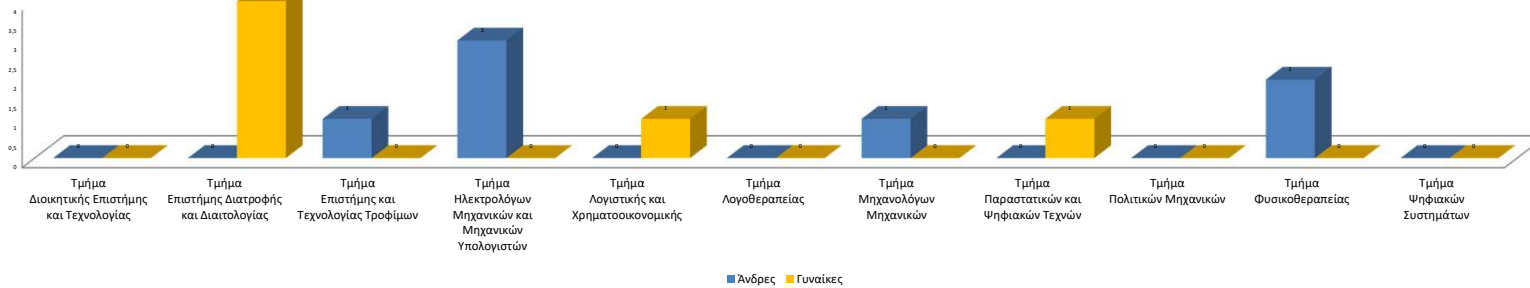 4
3,5
3
2,5
2
1,5
1
0,5
0
0 0 0 1 0 3 0 0 1 0 0 1 0 0 1 0 0 2 0 0 0
Τμήμα
Διοικητικής Επιστήμης
και Τεχνολογίας
Τμήμα
Επιστήμης Διατροφής
και Διαιτολογίας
Τμήμα
Επιστήμης και
Τεχνολογίας Τροφίμων
Τμήμα
Ηλεκτρολόγων
Μηχανικών και
Μηχανικών
Υπολογιστών
Τμήμα
Λογιστικής και
Χρηματοοικονομικής
Τμήμα
Λογοθεραπείας
Τμήμα
Μηχανολόγων
Μηχανικών
Τμήμα
Παραστατικών και
Ψηφιακών Τεχνών
Τμήμα
Πολιτικών Μηχανικών
Τμήμα
Φυσικοθεραπείας
Τμήμα
Ψηφιακών
Συστημάτων
Άνδρες Γυναίκες